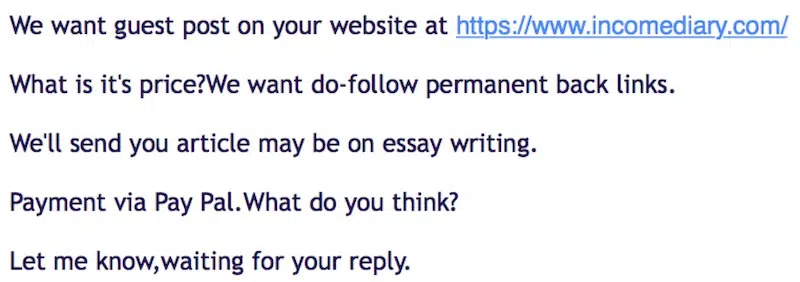 We want guest post on your website at https://www.incomediary.com/
What is it's price?We want do-follow permanent back links.
We'll send you article may be on essay writing.
Payment via Pay Pal.What do you think?
Let me know,waiting for your reply.